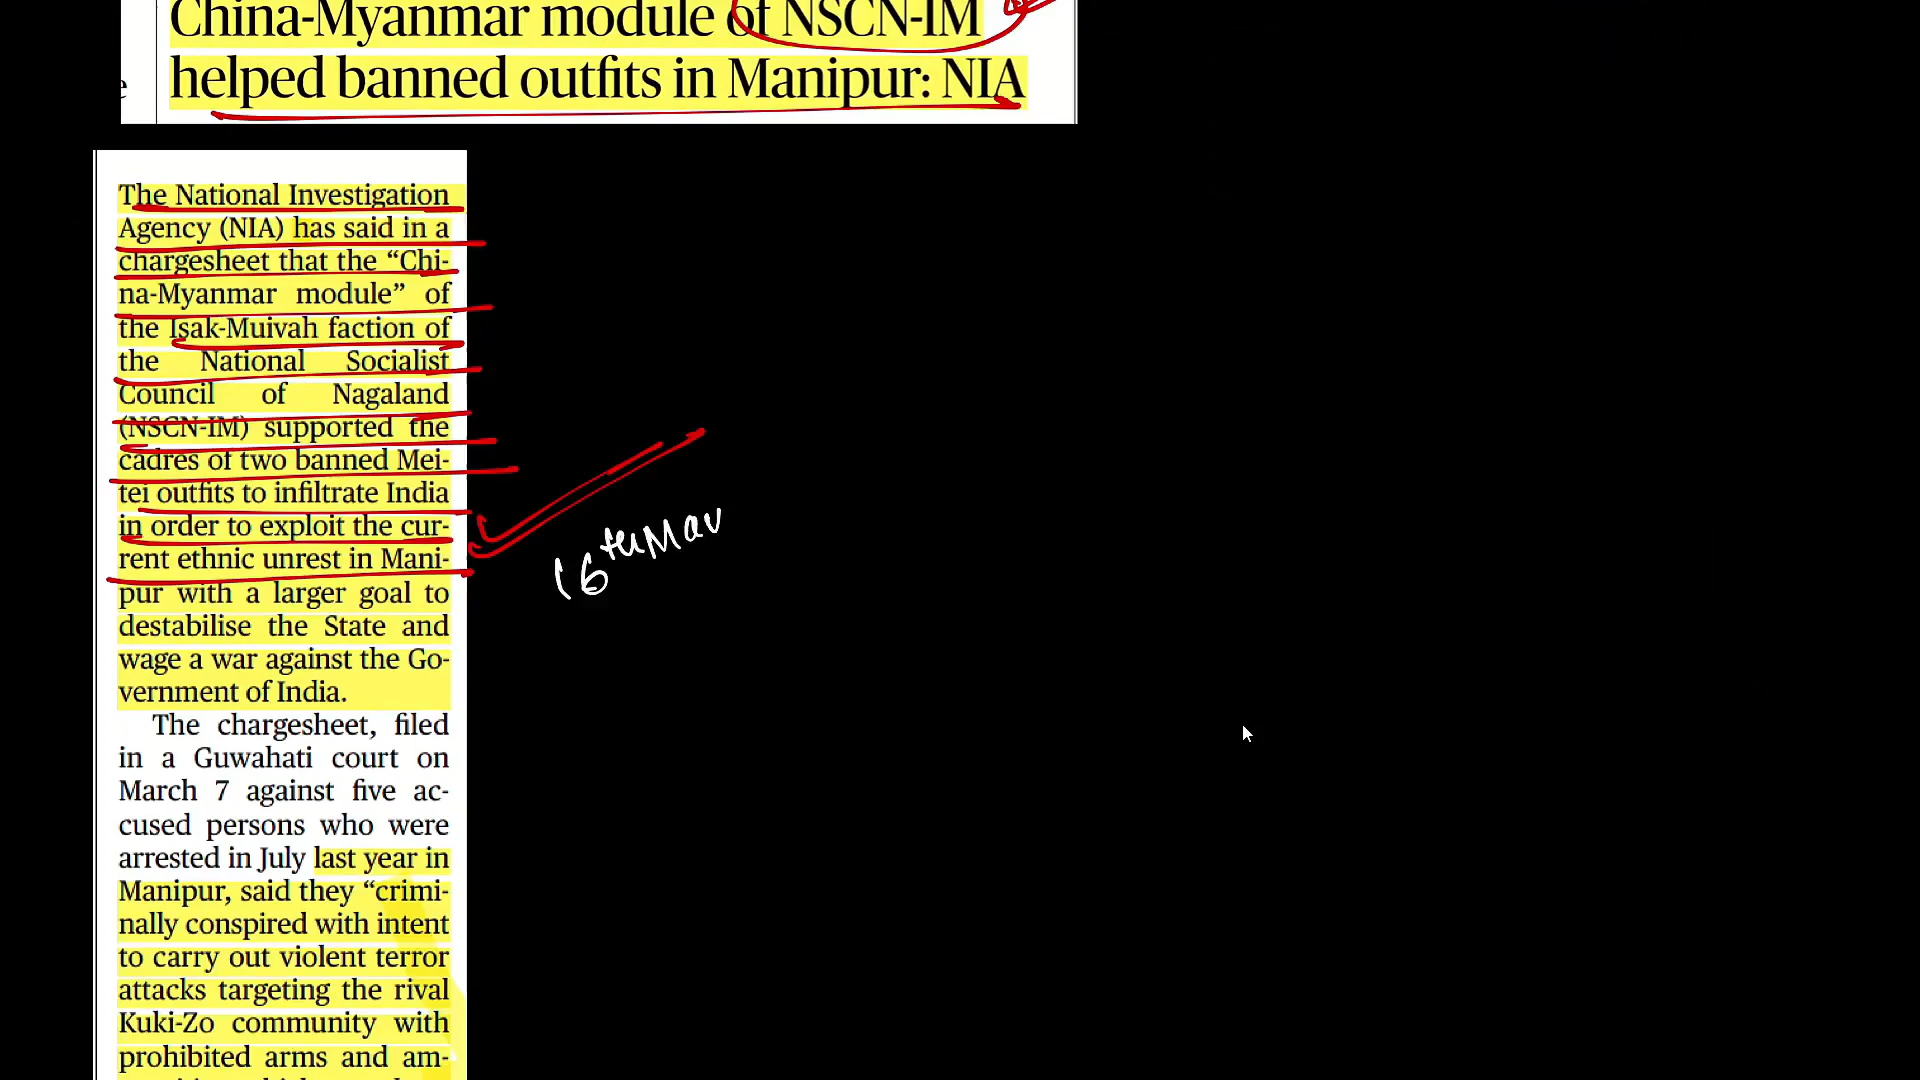 China-Myanmar module of NSCN-IM
helped banned outfits in Manipur: NIA
e
The National Investigation
Agency (NIA) has said in a
chargesheet that the “Chi-
na-Myanmar module” of
the Isak-Muivah faction of
the National Socialist
Council of Nagaland
(NSCN-IM) supported the
cadres of two banned Mei-
tei outfits to infiltrate India
in order to exploit the cur-
rent ethnic unrest in Mani-
pur with a larger goal to
destabilise the State and
wage a war against the Go-
vernment of India.
The chargesheet, filed
in a Guwahati court on
March 7 against five ac-
cused persons who were
arrested in July last year in
Manipur, said they “crimi-
nally conspired with intent
to carry out violent terror
attacks targeting the rival
Kuki-Zo community with
prohibited arms and am-
16th Mar